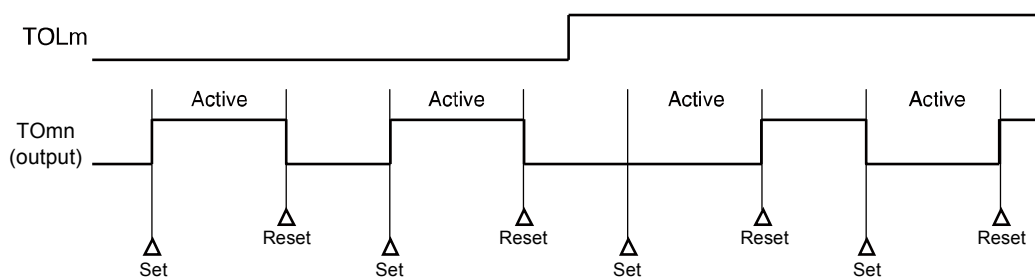 TOLm
Active Active Active Active
TOmn
(output)
Reset Reset Reset Reset
Set Set Set Set